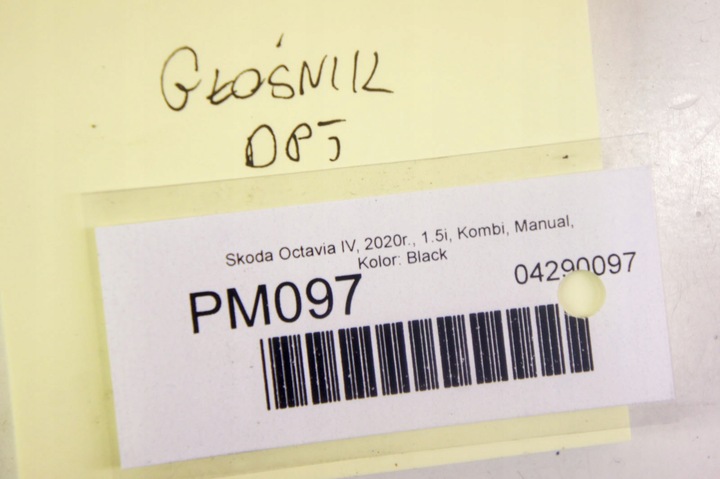 GŁOŚNIK
DPJ
Skoda Octavia IV, 2020r., 1.5i, Kombi, Manual,
Kolor: Black
PM097
04290097